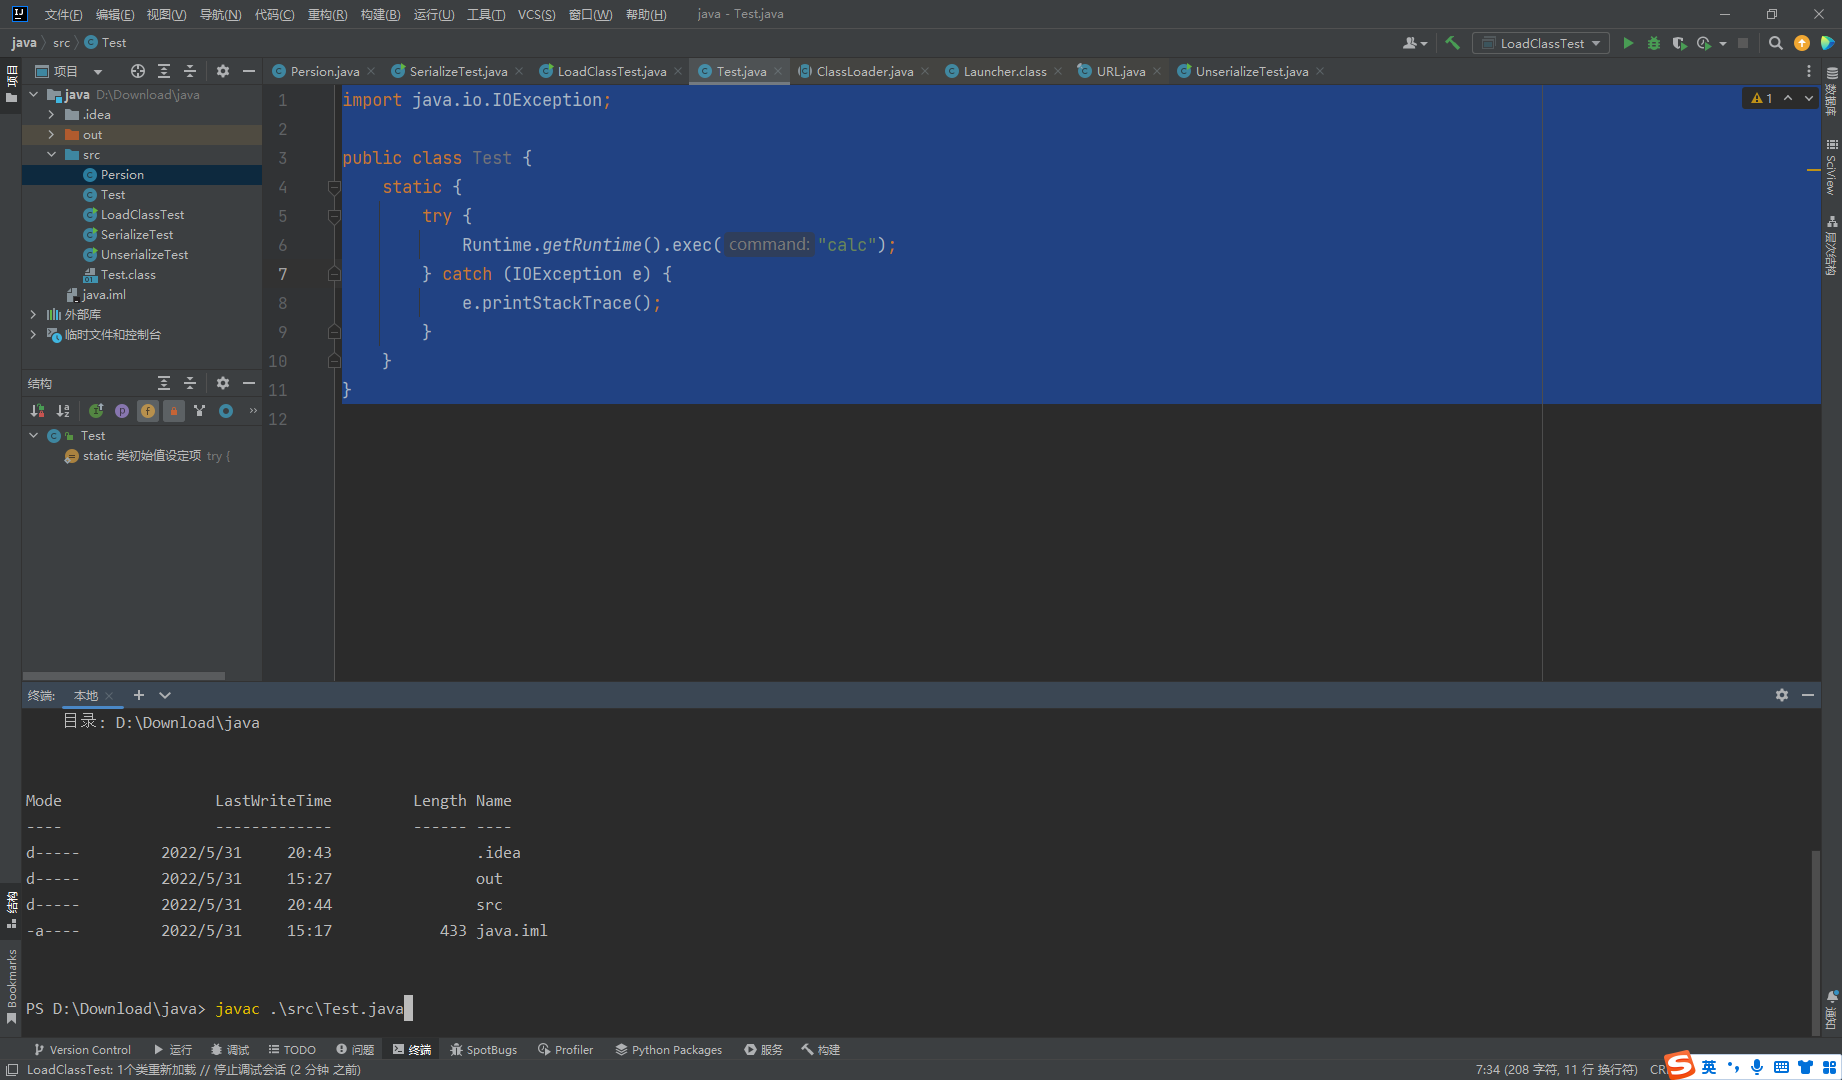 文件(F) 编辑(E) 视图(V) 导航(N) 代码(C) 重构(R) 构建(B) 运行(U) 工具(T) VCS(S) 窗口(W) 帮助(H) java - Test.java
java src Test
LoadClassTest
项目
项目
Persion.java SerializeTest.java LoadClassTest.java Test.java ClassLoader.java Launcher.class URL.java UnserializeTest.java
java D:\Download\java
.idea
out
src
Persion
Test
LoadClassTest
SerializeTest
UnserializeTest
Test.class
java.iml
外部库
临时文件和控制台
1 import java.io.IOException;
2
3 public class Test {
4 static {
5 try {
6 Runtime.getRuntime().exec( command: "calc");
7 } catch (IOException e) {
8 e.printStackTrace();
9 }
10 }
11 }
12
1
数据库
SciView
层次结构
结构
Test
static 类初始值设定项 try {
终端: 本地
目录: D:\Download\java
Mode LastWriteTime Length Name
---- ------------- ------ ----
d----- 2022/5/31 20:43 .idea
d----- 2022/5/31 15:27 out
d----- 2022/5/31 20:44 src
-a---- 2022/5/31 15:17 433 java.iml
PS D:\Download\java> javac .\src\Test.java
结构
Bookmarks
通知
Version Control 运行 调试 TODO 问题 终端 SpotBugs Profiler Python Packages 服务 构建
LoadClassTest: 1个类重新加载 // 停止调试会话 (2 分钟 之前)
7:34 (208 字符, 11 行 换行符) CR
英